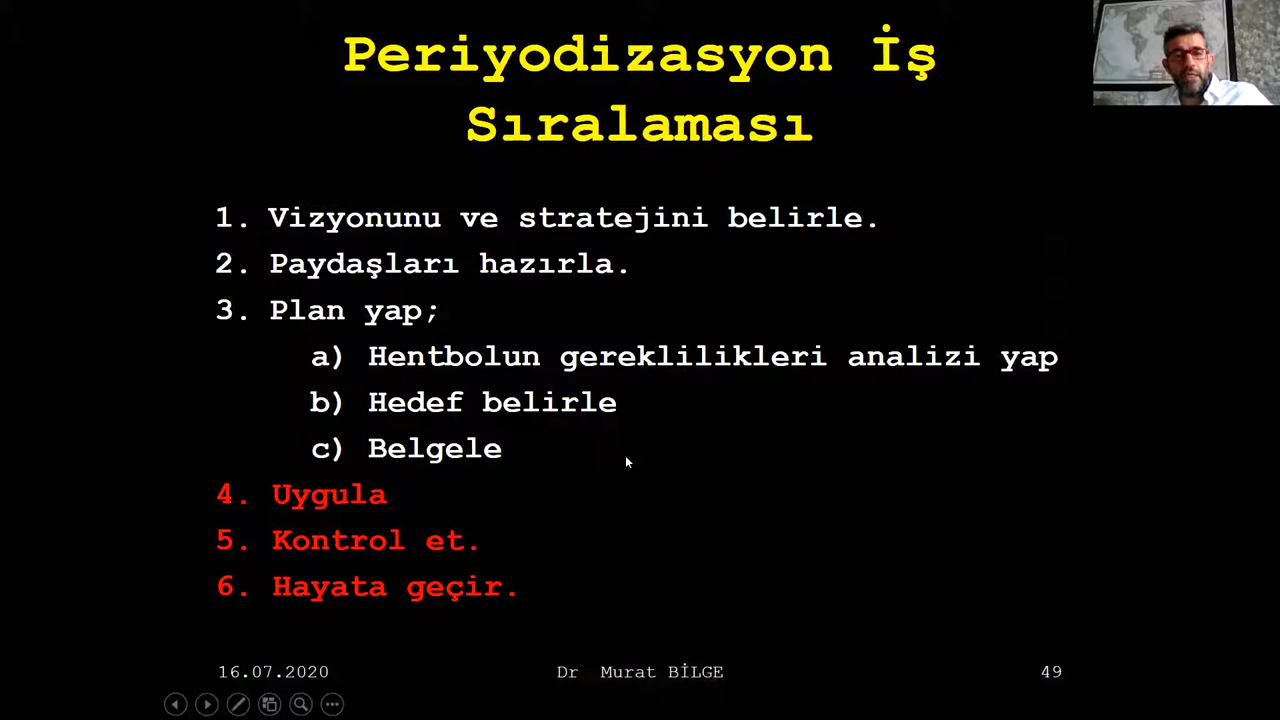 Periyodizasyon İş
Sıralaması
1. Vizyonunu ve stratejini belirle.
2. Paydaşları hazırla.
3. Plan yap;
a) Hentbolun gereklilikleri analizi yap
b) Hedef belirle
c) Belgele
4. Uygula
5. Kontrol et.
6. Hayata geçir.
16.07.2020 Dr Murat BİLGE 49